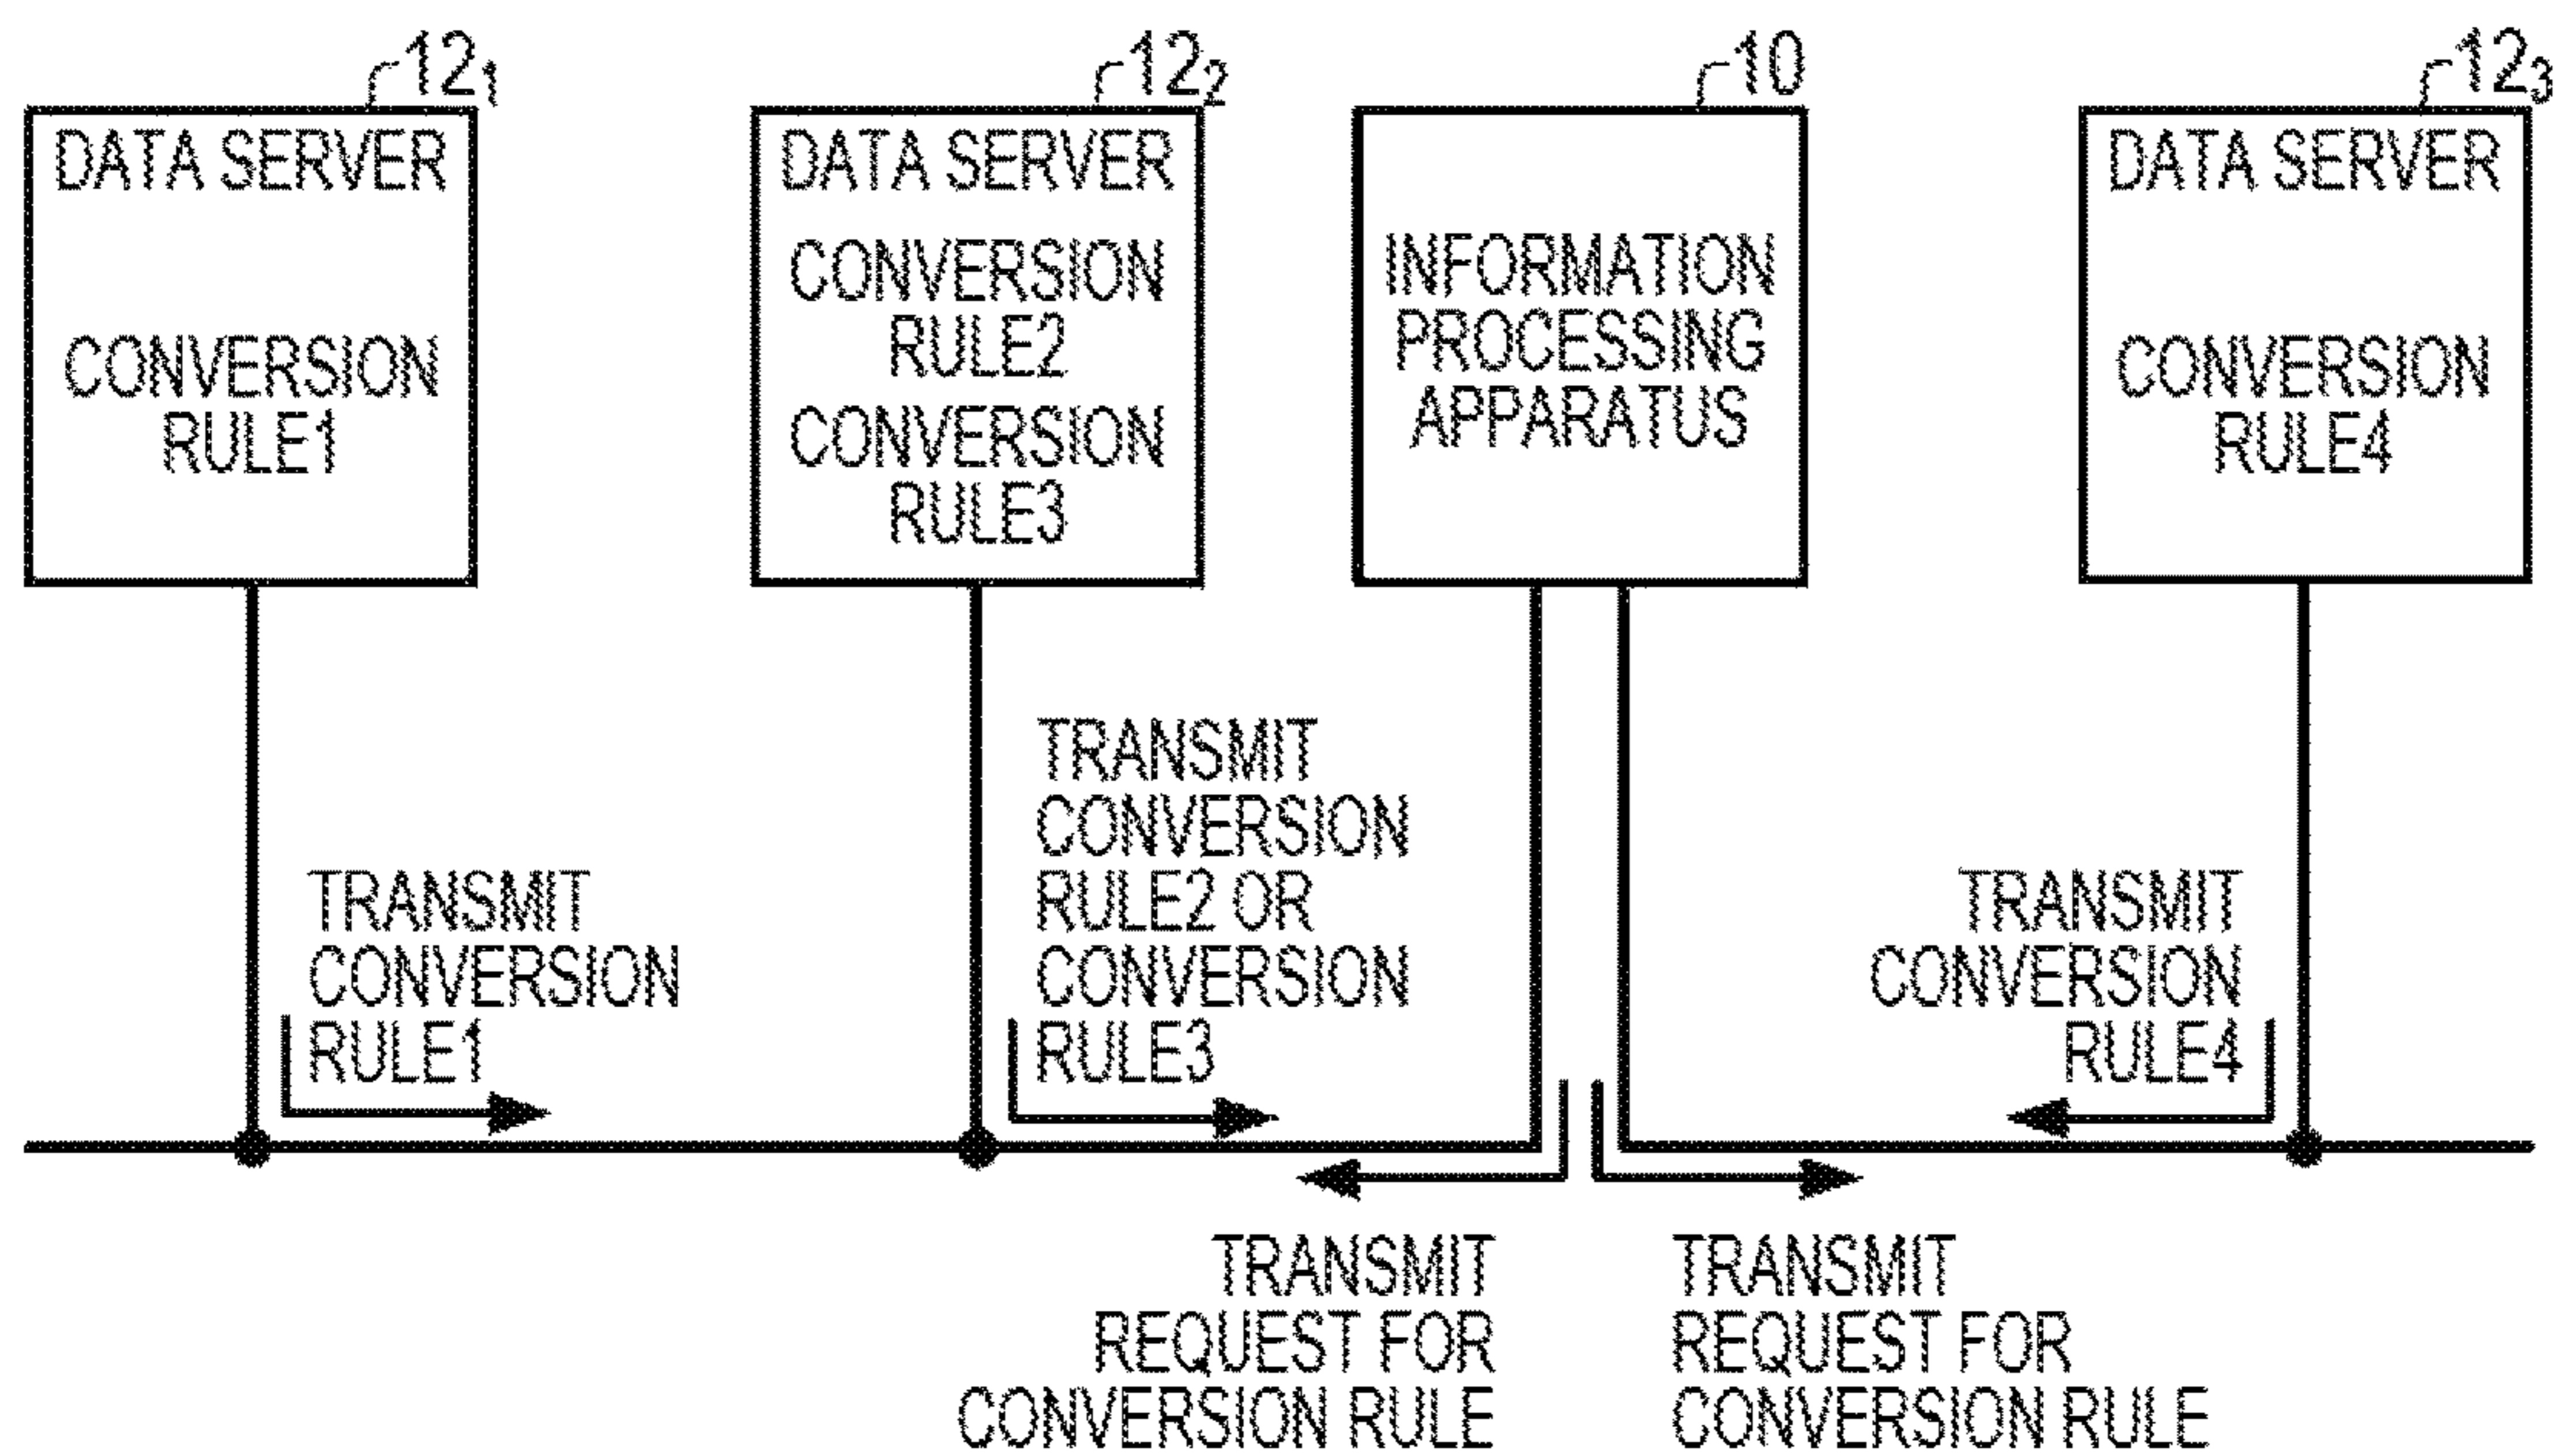 12₁
DATA SERVER
CONVERSION
RULE1
12₂
DATA SERVER
CONVERSION
RULE2
CONVERSION
RULE3
10
INFORMATION
PROCESSING
APPARATUS
12₃
DATA SERVER
CONVERSION
RULE4
TRANSMIT
CONVERSION
RULE1
TRANSMIT
CONVERSION
RULE2 OR
CONVERSION
RULE3
TRANSMIT
CONVERSION
RULE4
TRANSMIT
REQUEST FOR
CONVERSION RULE
TRANSMIT
REQUEST FOR
CONVERSION RULE